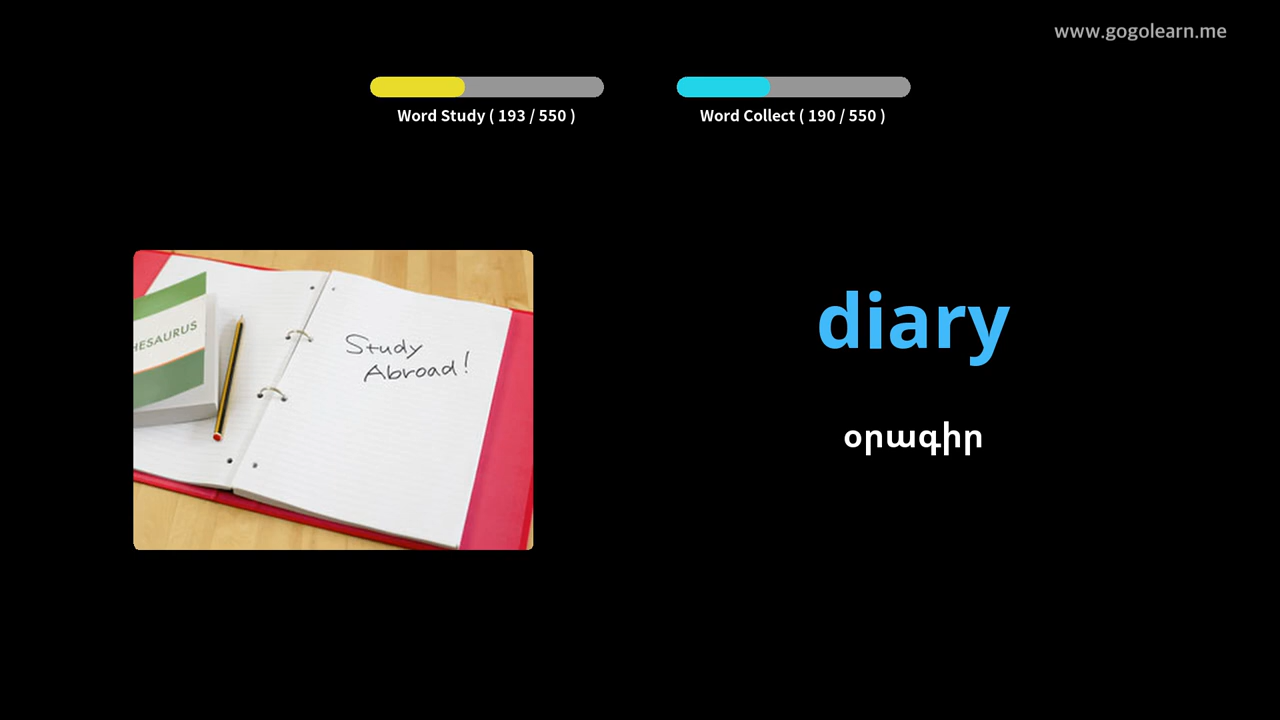 www.gogolearn.me
Word Study ( 193 / 550 )
Word Collect ( 190 / 550 )
HESAURUS
Study
Abroad!
diary
օրագիր